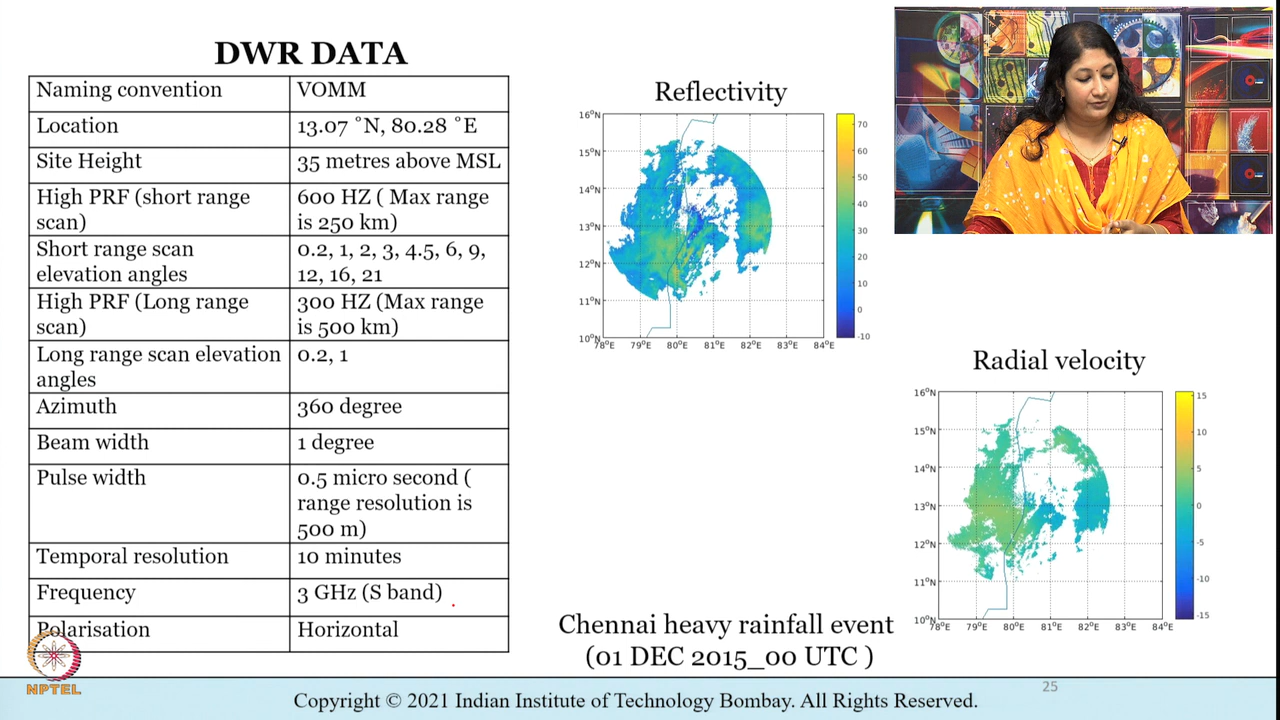 DWR DATA
Naming convention VOMM
Location 13.07 °N, 80.28 °E
Site Height 35 metres above MSL
High PRF (short range 600 HZ ( Max range
scan) is 250 km)
Short range scan 0.2, 1, 2, 3, 4.5, 6, 9,
elevation angles 12, 16, 21
High PRF (Long range 300 HZ (Max range
scan) is 500 km)
Long range scan elevation 0.2, 1
angles
Azimuth 360 degree
Beam width 1 degree
Pulse width 0.5 micro second (
range resolution is
500 m)
Temporal resolution 10 minutes
Frequency 3 GHz (S band)
Polarisation Horizontal
Reflectivity
16°N
15°N
14°N
13°N
12°N
11°N
10°N
78°E 79°E 80°E 81°E 82°E 83°E 84°E
70
60
50
40
30
20
10
0
-10
Radial velocity
16°N
15°N
14°N
13°N
12°N
11°N
10°N
78°E 79°E 80°E 81°E 82°E 83°E 84°E
15
10
5
0
-5
-10
-15
Chennai heavy rainfall event
(01 DEC 2015_00 UTC )
NPTEL
25
Copyright © 2021 Indian Institute of Technology Bombay. All Rights Reserved.